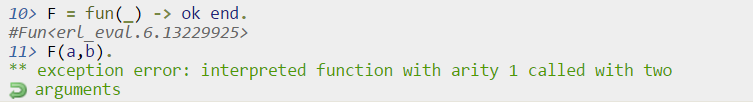 10> F = fun(_) -> ok end.
#Fun<erl_eval.6.13229925>
11> F(a,b).
** exception error: interpreted function with arity 1 called with two
arguments